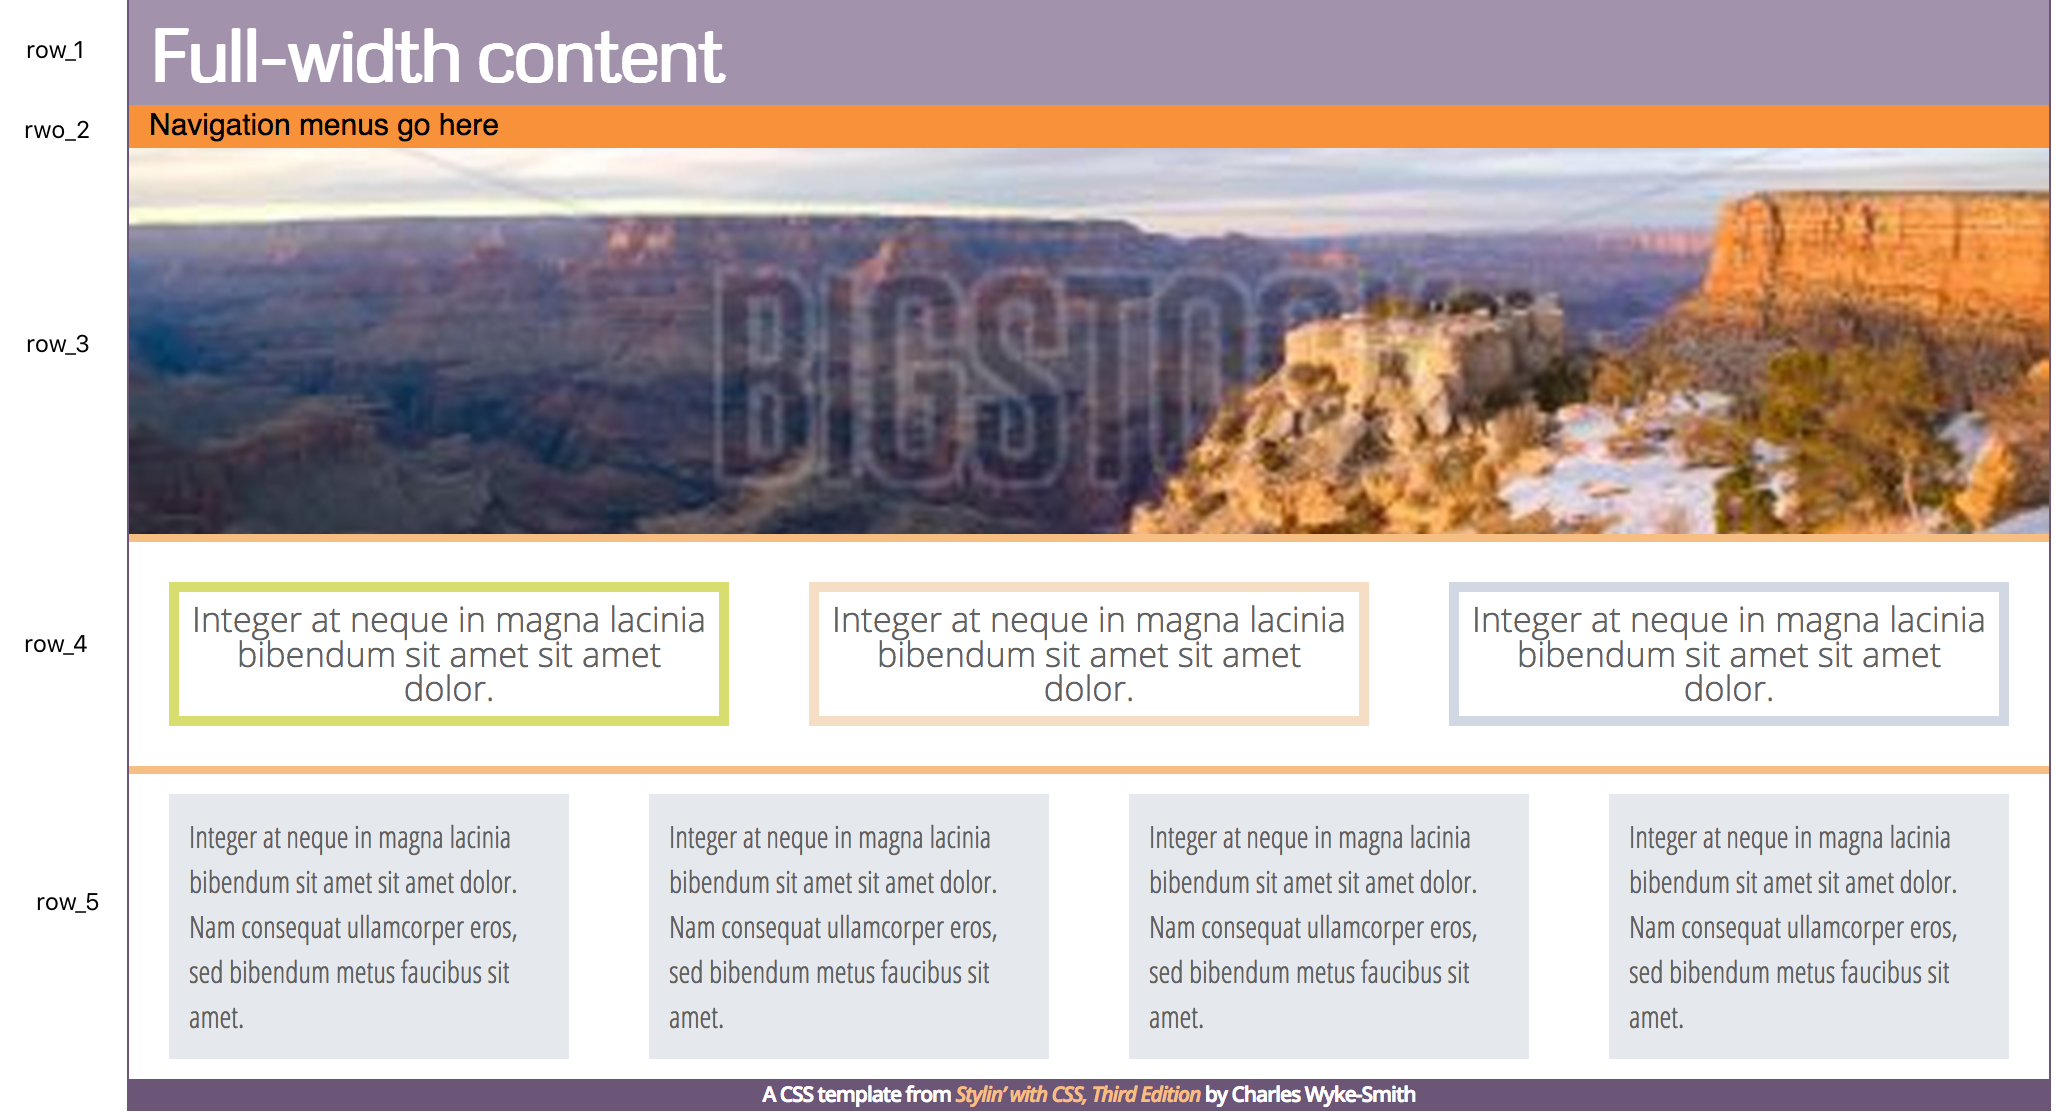 row_1
Full-width content
rwo_2
Navigation menus go here
row_3
BIGSTOCK
row_4
Integer at neque in magna lacinia
bibendum sit amet sit amet
dolor.
Integer at neque in magna lacinia
bibendum sit amet sit amet
dolor.
Integer at neque in magna lacinia
bibendum sit amet sit amet
dolor.
row_5
Integer at neque in magna lacinia
bibendum sit amet sit amet dolor.
Nam consequat ullamcorper eros,
sed bibendum metus faucibus sit
amet.
Integer at neque in magna lacinia
bibendum sit amet sit amet dolor.
Nam consequat ullamcorper eros,
sed bibendum metus faucibus sit
amet.
Integer at neque in magna lacinia
bibendum sit amet sit amet dolor.
Nam consequat ullamcorper eros,
sed bibendum metus faucibus sit
amet.
Integer at neque in magna lacinia
bibendum sit amet sit amet dolor.
Nam consequat ullamcorper eros,
sed bibendum metus faucibus sit
amet.
A CSS template from Stylin’ with CSS, Third Edition by Charles Wyke-Smith